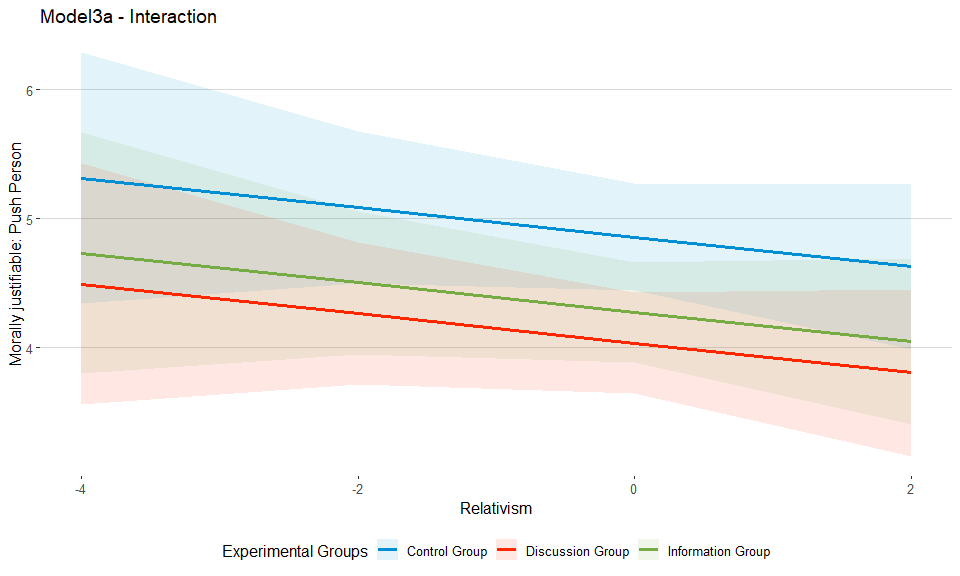 Model3a - Interaction
Morally justifiable: Push Person
6
5
4
-4
-2
0
2
Relativism
Experimental Groups
Control Group
Discussion Group
Information Group